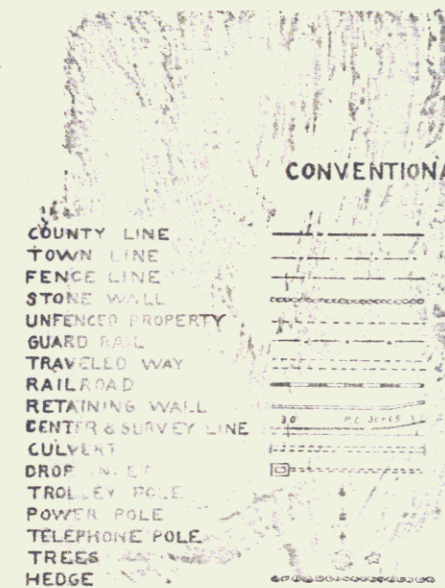 CONVENTIONA
COUNTY LINE
TOWN LINE
FENCE LINE
STONE WALL
UNFENCED PROPERTY
GUARD RAIL
TRAVELED WAY
RAILROAD
RETAINING WALL
CENTER & SURVEY LINE
CULVERT
DROP INLET
TROLLEY POLE
POWER POLE
TELEPHONE POLE
TREES
HEDGE